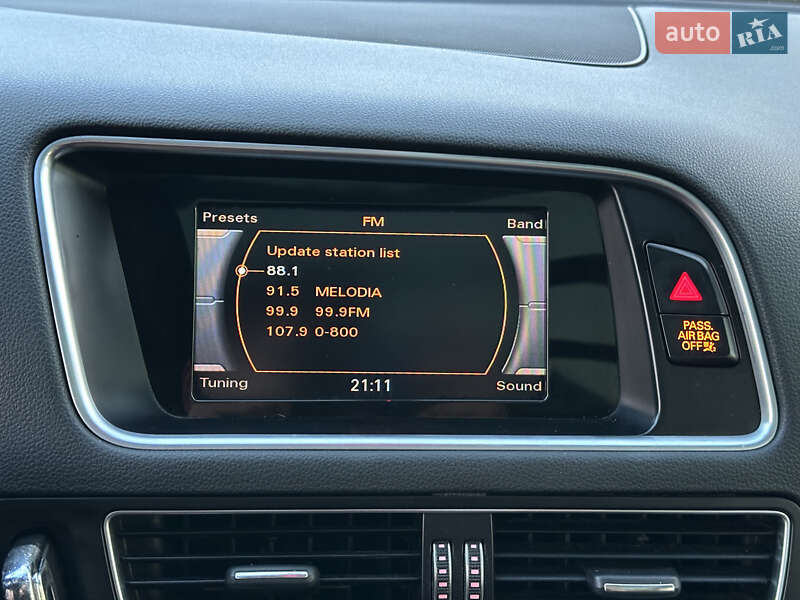 auto RIA .com
Presets FM Band
Update station list
88.1
91.5 MELODIA
99.9 99.9FM
107.9 0-800
Tuning 21:11 Sound
PASS.
AIR BAG
OFF